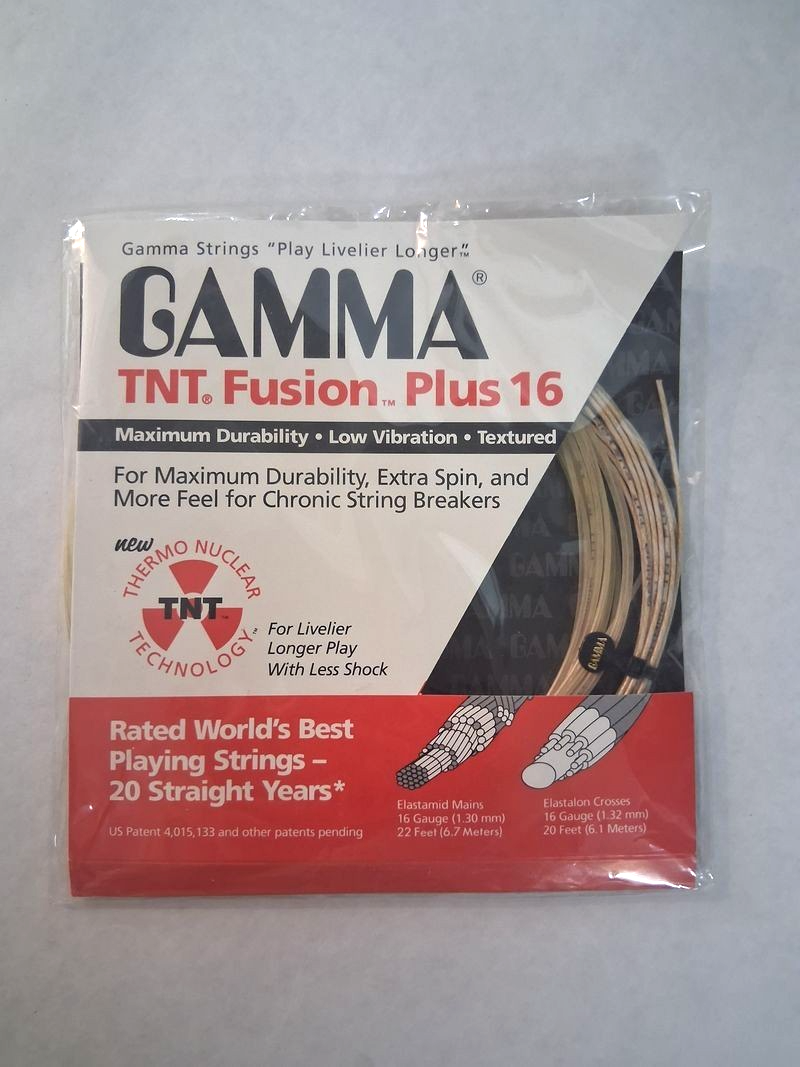 Gamma Strings "Play Livelier Longer"™
GAMMA®
TNT® Fusion™ Plus 16
Maximum Durability • Low Vibration • Textured
For Maximum Durability, Extra Spin, and
More Feel for Chronic String Breakers
new
THERMO NUCLEAR
TNT™
TECHNOLOGY™
For Livelier
Longer Play
With Less Shock
GAMMA
Rated World's Best
Playing Strings –
20 Straight Years*
US Patent 4,015,133 and other patents pending
Elastamid Mains
16 Gauge (1.30 mm)
22 Feet (6.7 Meters)
Elastalon Crosses
16 Gauge (1.32 mm)
20 Feet (6.1 Meters)